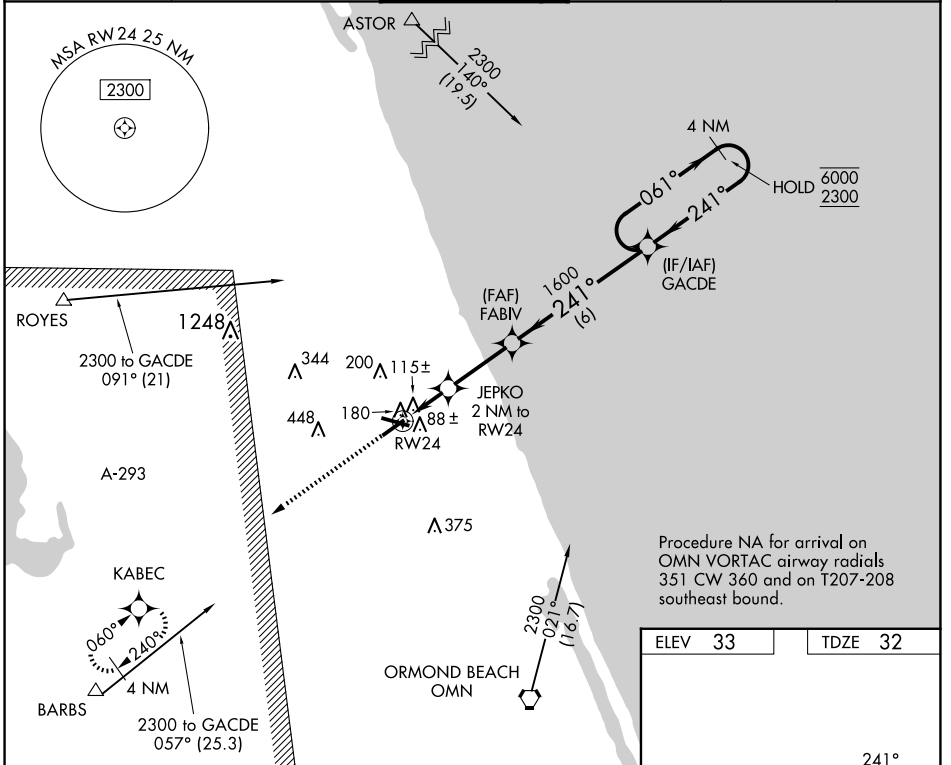 MSA RW24 25 NM
2300
ASTOR
2300
140°
(19.5)
4 NM
HOLD
6000
2300
061°
241°
(IF/IAF)
GACDE
1600
241°
(6)
(FAF)
FABIV
ROYES
1248
2300 to GACDE
091° (21)
344
200
115±
JEPKO
2 NM to
RW24
180
88±
448
RW24
A-293
375
Procedure NA for arrival on
OMN VORTAC airway radials
351 CW 360 and on T207-208
southeast bound.
KABEC
060°
240°
4 NM
BARBS
2300 to GACDE
057° (25.3)
2300
021°
(16.7)
ORMOND BEACH
OMN
ELEV 33
TDZE 32
241°